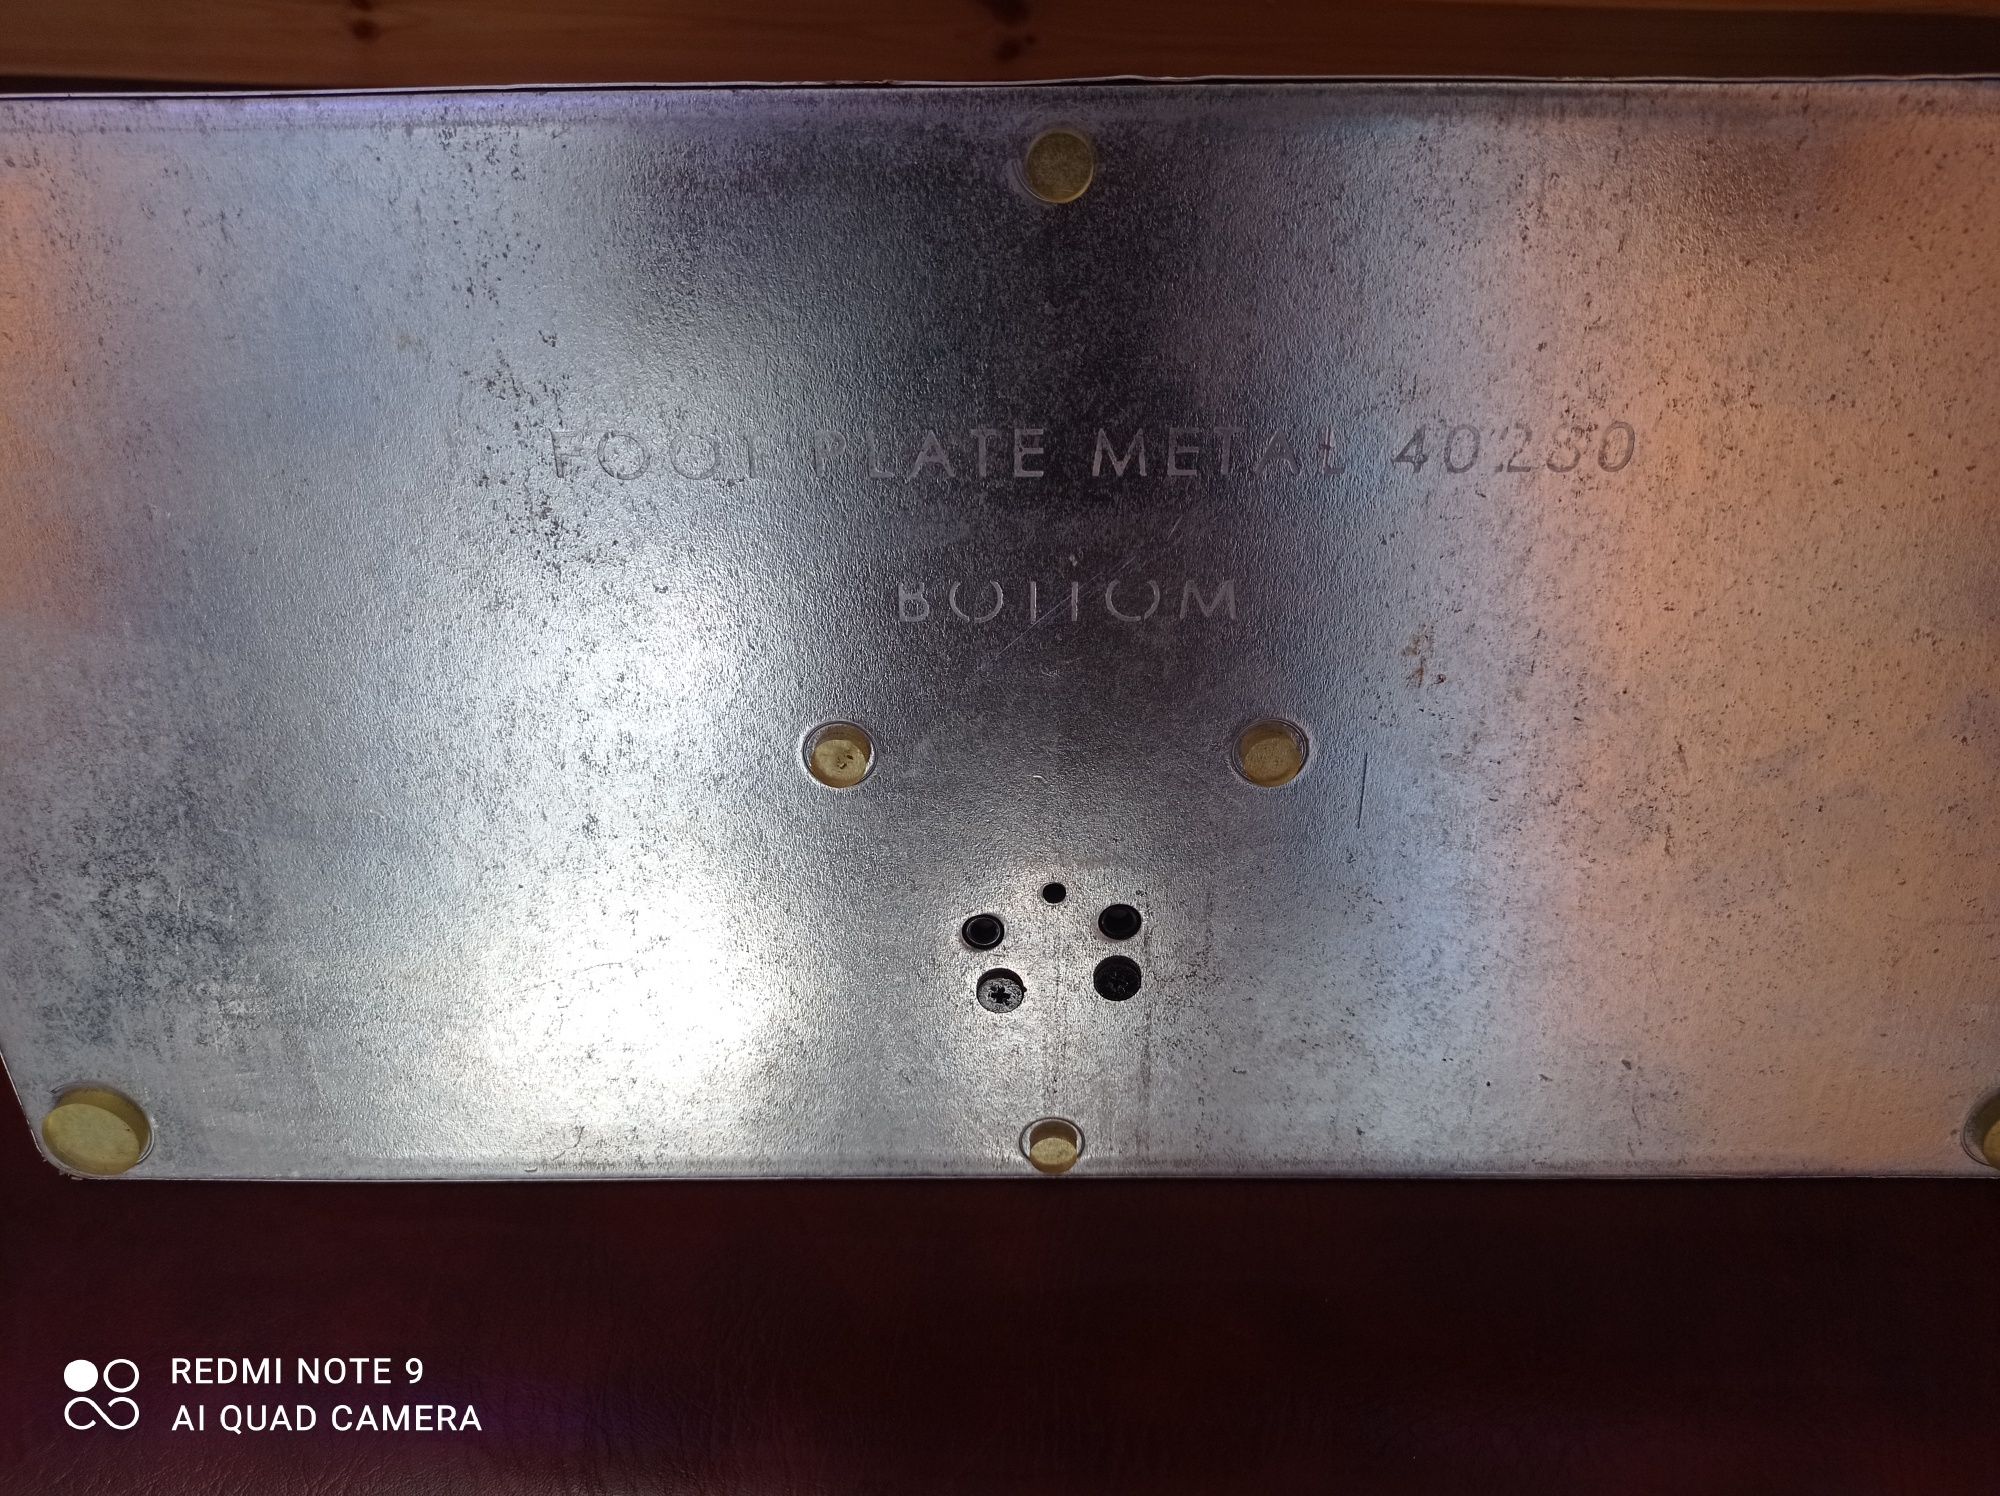 FOOT PLATE METAL 40280
BOTTOM
REDMI NOTE 9
AI QUAD CAMERA